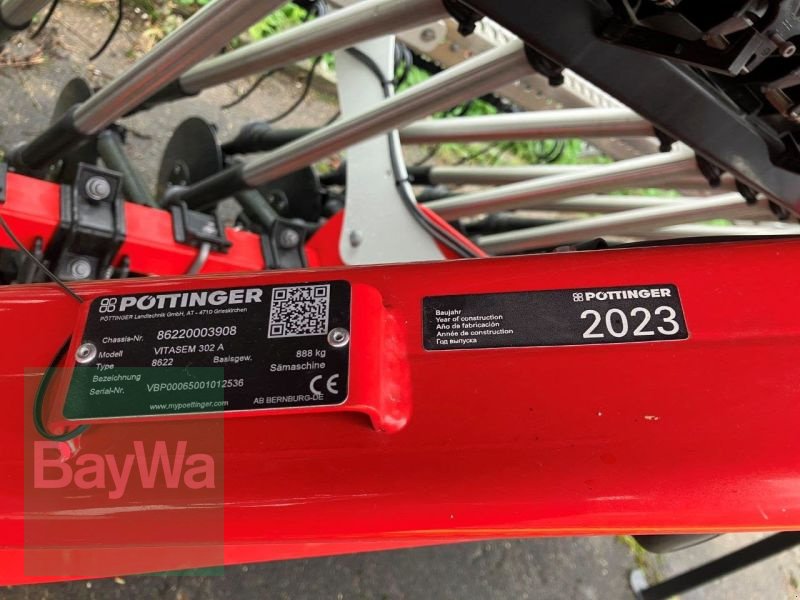 PÖTTINGER
PÖTTINGER Landtechnik GmbH, AT - 4710 Grieskirchen
Chassis-Nr. 86220003908
Modell VITASEM 302 A
Type 8622 Basisgew. 888 kg
Bezeichnung Sämaschine
Serial-Nr. VBP00065001012536
CE
www.mypoettinger.com AB BERNBURG-DE
PÖTTINGER
Baujahr
Year of construction
Año de fabricación
Année de construction
Год выпуска
2023
BayWa